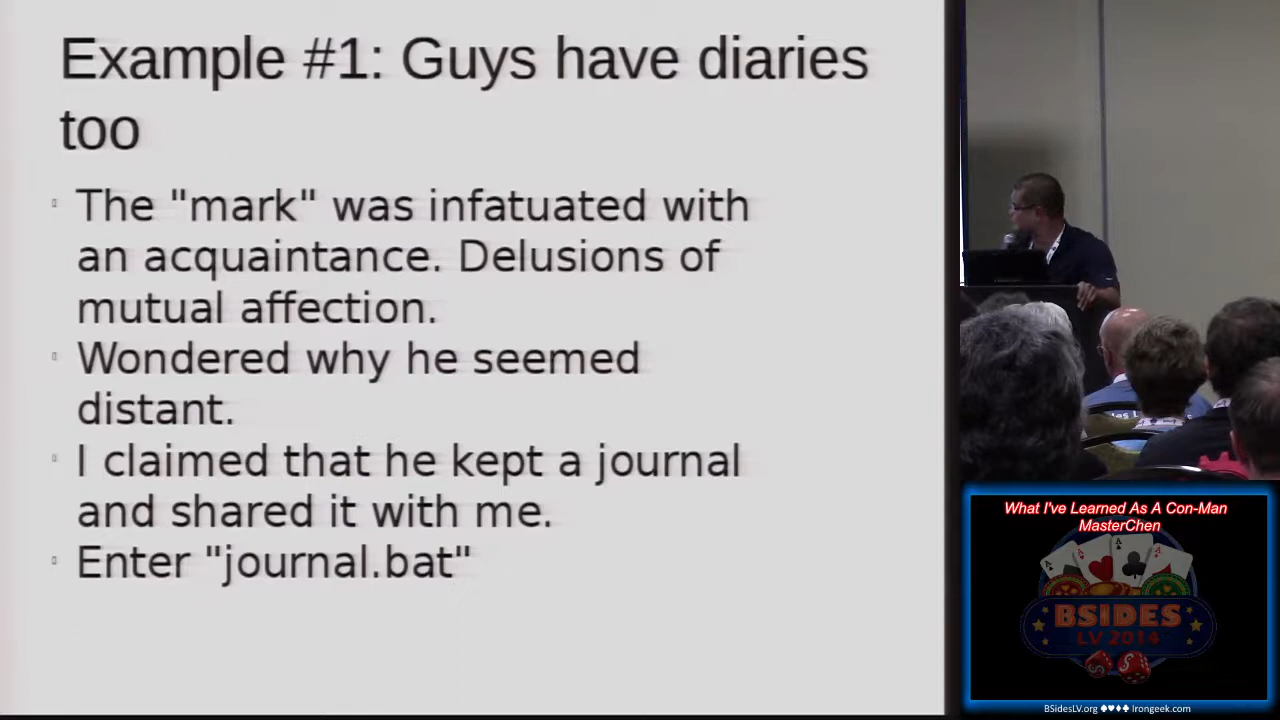 Example #1: Guys have diaries
too
The "mark" was infatuated with
an acquaintance. Delusions of
mutual affection.
Wondered why he seemed
distant.
I claimed that he kept a journal
and shared it with me.
Enter "journal.bat"
What I've Learned As A Con-Man
MasterChen
BSIDES
LV 2014
BSidesLV.org ♠♥♦♣ Irongeek.com